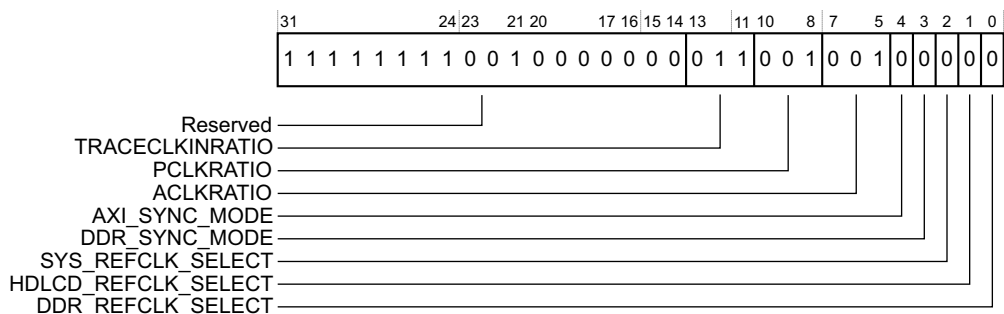 31 24 23 21 20 17 16 15 14 13 11 10 8 7 5 4 3 2 1 0
1 1 1 1 1 1 1 1 0 0 1 0 0 0 0 0 0 0 0 1 1 0 0 1 0 0 1 0 0 0 0 0
Reserved
TRACECLKINRATIO
PCLKRATIO
ACLKRATIO
AXI_SYNC_MODE
DDR_SYNC_MODE
SYS_REFCLK_SELECT
HDLCD_REFCLK_SELECT
DDR_REFCLK_SELECT